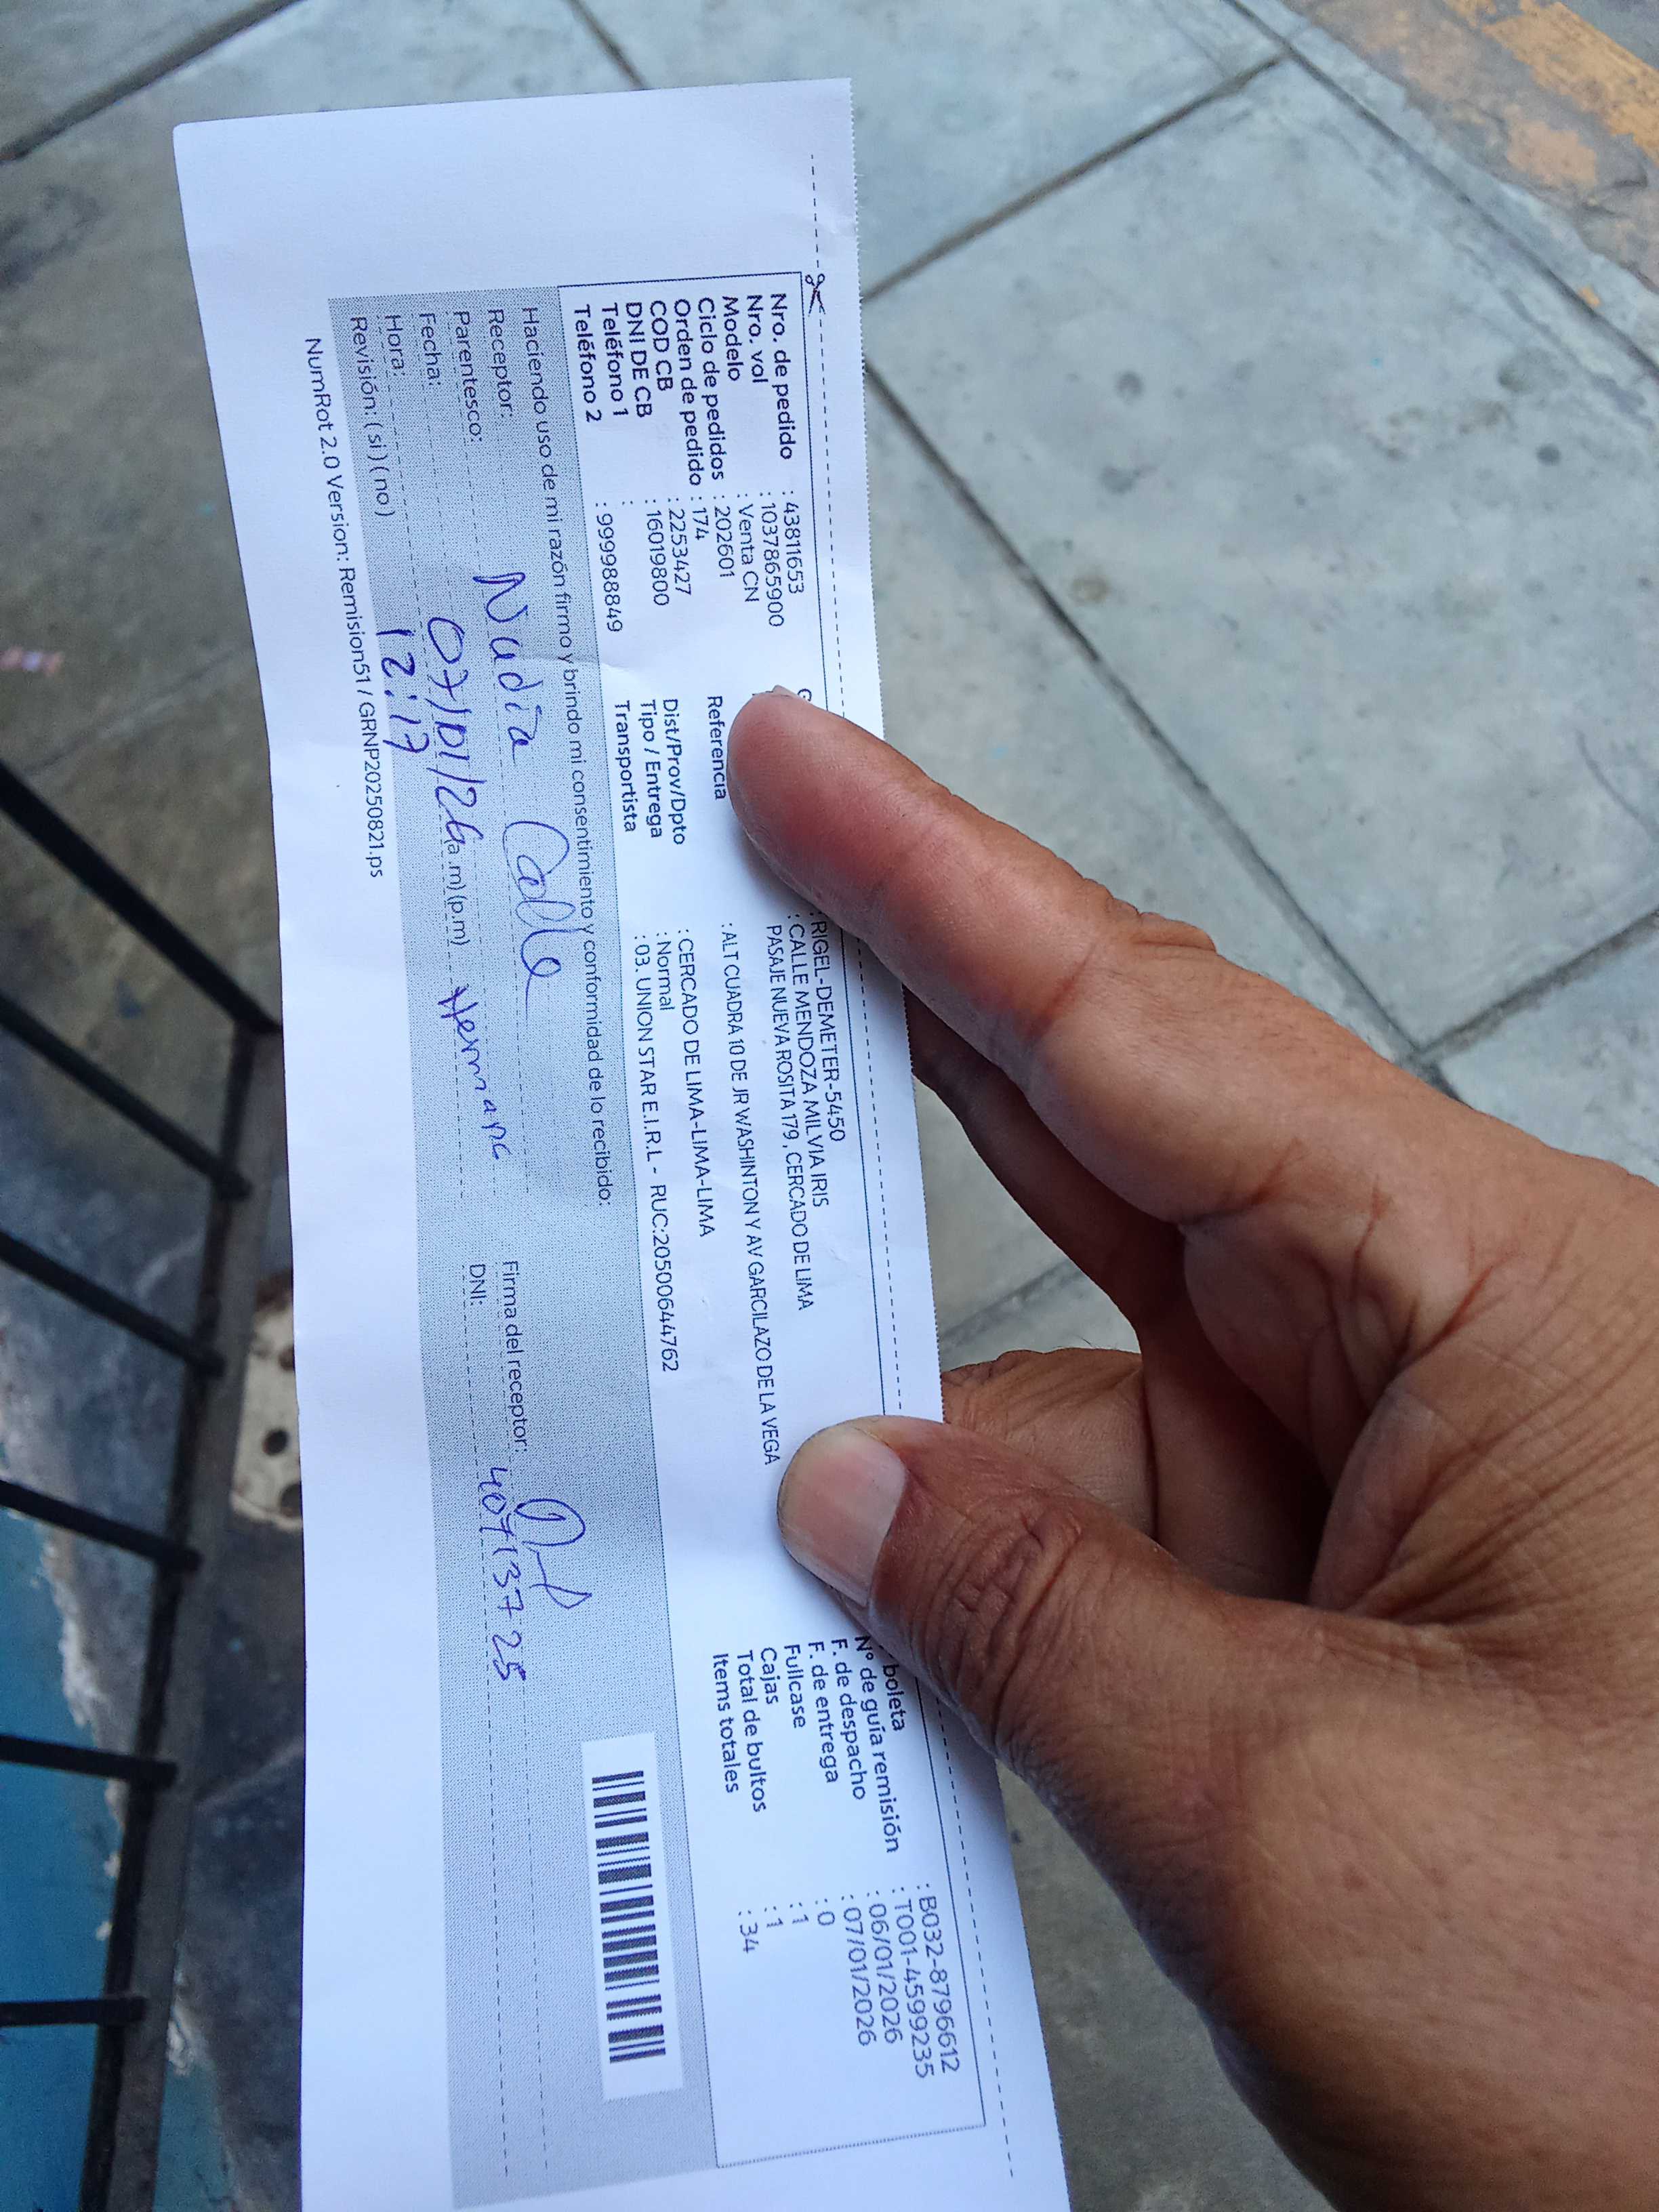 Nro. de pedido : 43811653
Nro. vol : 1037865900
Modelo : Venta CN
Ciclo de pedidos : 202601
Orden de pedido : 174
COD CB : 2253427
DNI DE CB : 16019800
Teléfono 1 :
Teléfono 2 : 999988849
G
: RIGEL-DEMETER-5450
: CALLE MENDOZA MILVIA IRIS
PASAJE NUEVA ROSITA 179 , CERCADO DE LIMA
Referencia : ALT CUADRA 10 DE JR WASHINTON Y AV GARCILAZO DE LA VEGA
Dist/Prov/Dpto : CERCADO DE LIMA-LIMA-LIMA
Tipo / Entrega : Normal
Transportista : 03. UNION STAR E.I.R.L - RUC:20500644762
boleta : B032-8796612
N° de guía remisión : T001-4599235
F. de despacho : 06/01/2026
F. de entrega : 07/01/2026
Fullcase : 0
Cajas : 1
Total de bultos : 1
Items totales : 34
Haciendo uso de mi razón firmo y brindo mi consentimiento y conformidad de lo recibido:
Receptor: Nadia Calle
Parentesco: Hermana
Fecha: 07/01/26
Hora: 12:17 (a.m) (p.m)
Revisión: ( si ) ( no )
Firma del receptor:
DNI: 40713725
NumRot 2.0 Version: Remision51 / GRNP20250821.ps